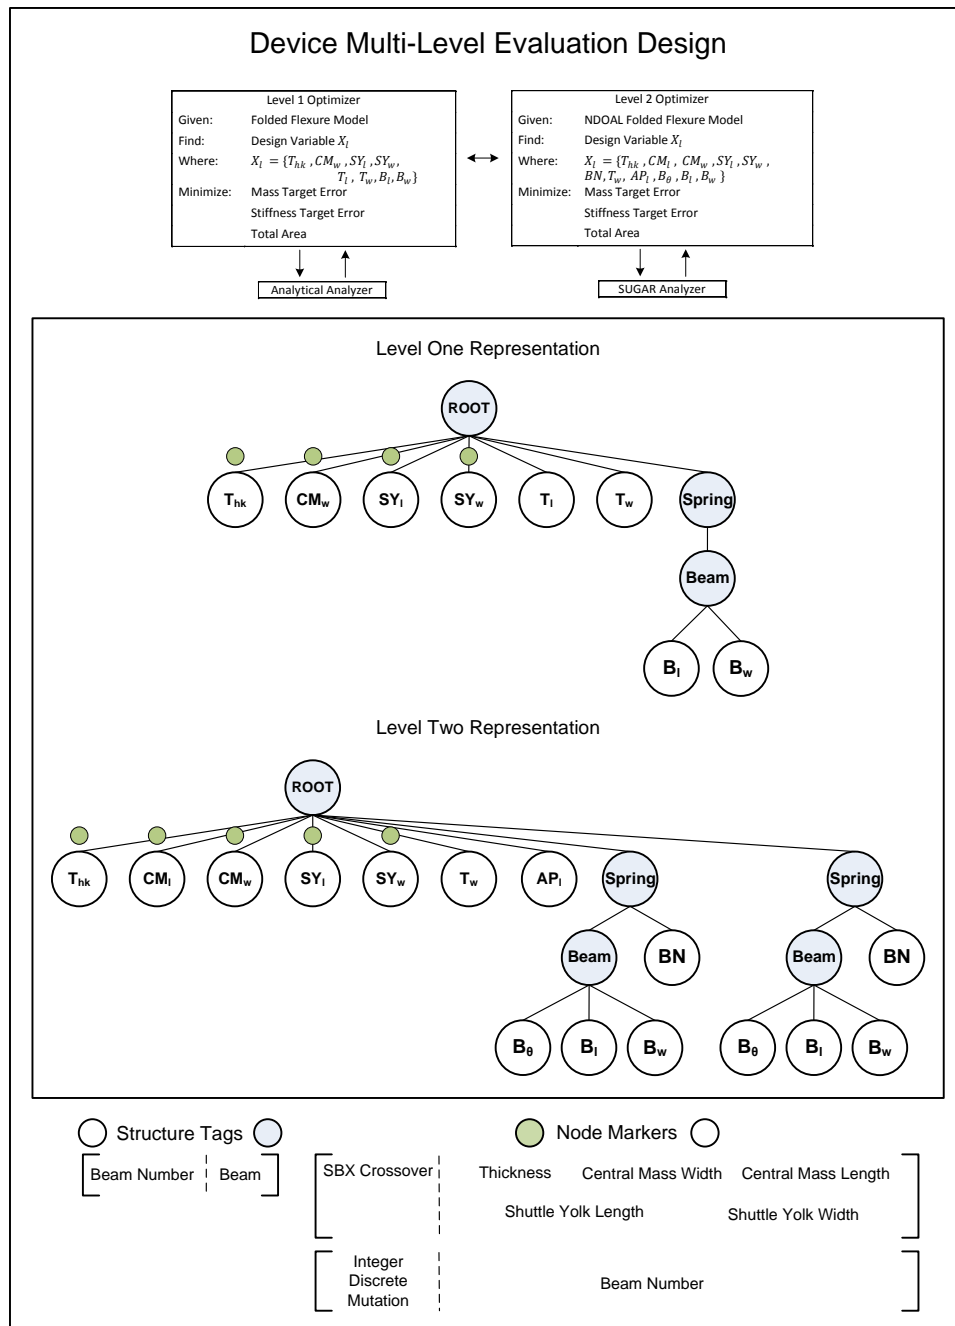 Device Multi-Level Evaluation Design
Level 1 Optimizer
Given: Folded Flexure Model
Find: Design Variable X_l
Where: X_l = {T_hk , CM_w , SY_l , SY_w,
T_l , T_w, B_l, B_w}
Minimize: Mass Target Error
Stiffness Target Error
Total Area
Level 2 Optimizer
Given: NDOAL Folded Flexure Model
Find: Design Variable X_l
Where: X_l = {T_hk , CM_l , CM_w , SY_l , SY_w ,
BN, T_w, AP_l , B_θ , B_l , B_w }
Minimize: Mass Target Error
Stiffness Target Error
Total Area
Analytical Analyzer
SUGAR Analyzer
Level One Representation
ROOT
T_hk CM_w SY_l SY_w T_l T_w Spring
Beam
B_l B_w
Level Two Representation
ROOT
T_hk CM_l CM_w SY_l SY_w T_w AP_l Spring Spring
Beam BN Beam BN
B_θ B_l B_w B_θ B_l B_w
Structure Tags
Node Markers
Beam Number Beam
SBX Crossover
Thickness Central Mass Width Central Mass Length
Shuttle Yolk Length Shuttle Yolk Width
Integer
Discrete
Mutation
Beam Number